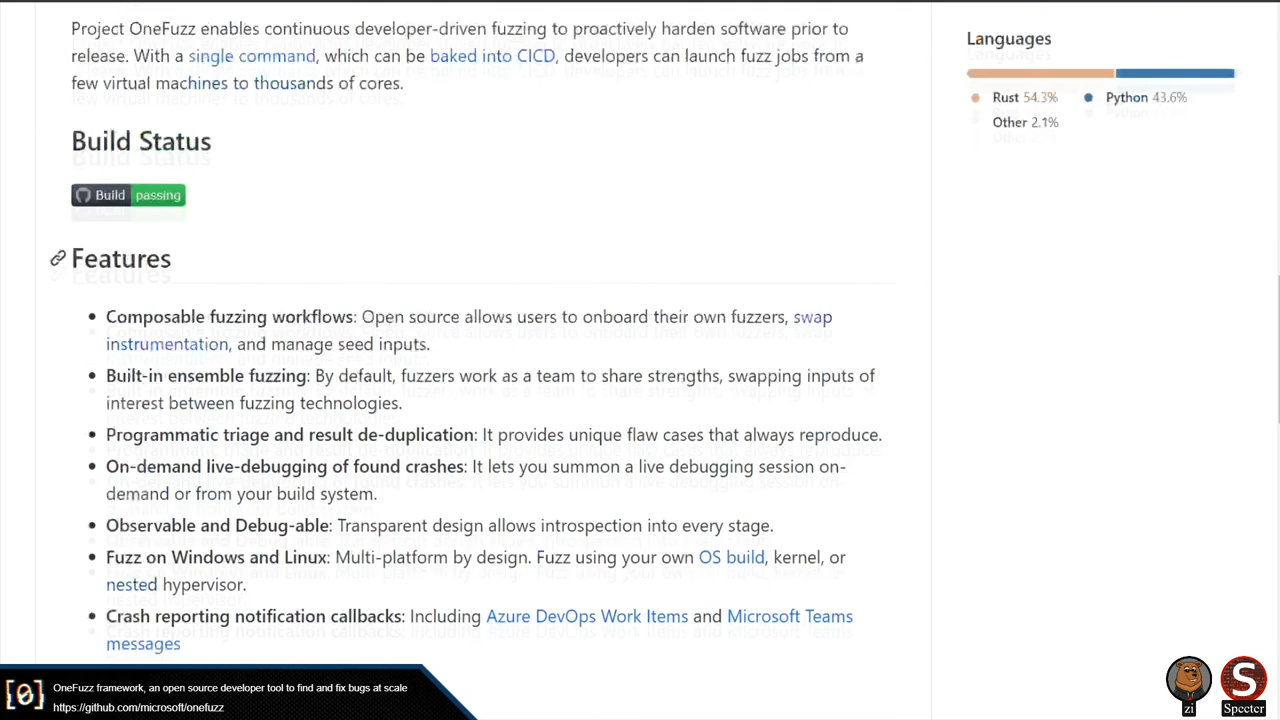 Project OneFuzz enables continuous developer-driven fuzzing to proactively harden software prior to
release. With a single command, which can be baked into CICD, developers can launch fuzz jobs from a
few virtual machines to thousands of cores.
Build Status
Build passing
Features
• Composable fuzzing workflows: Open source allows users to onboard their own fuzzers, swap
instrumentation, and manage seed inputs.
• Built-in ensemble fuzzing: By default, fuzzers work as a team to share strengths, swapping inputs of
interest between fuzzing technologies.
• Programmatic triage and result de-duplication: It provides unique flaw cases that always reproduce.
• On-demand live-debugging of found crashes: It lets you summon a live debugging session on-
demand or from your build system.
• Observable and Debug-able: Transparent design allows introspection into every stage.
• Fuzz on Windows and Linux: Multi-platform by design. Fuzz using your own OS build, kernel, or
nested hypervisor.
• Crash reporting notification callbacks: Including Azure DevOps Work Items and Microsoft Teams
messages
Languages
Rust 54.3% Python 43.6%
Other 2.1%
[0] OneFuzz framework, an open source developer tool to find and fix bugs at scale
https://github.com/microsoft/onefuzz
zi
S
Specter